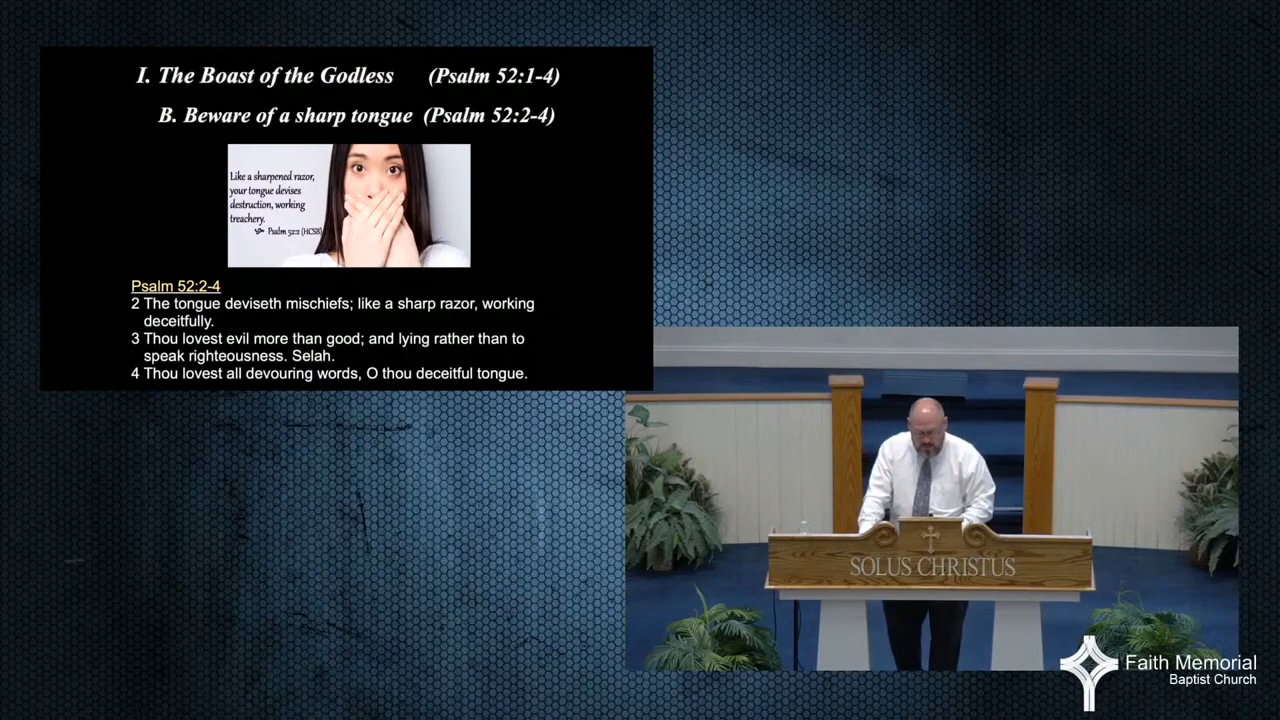 I. The Boast of the Godless (Psalm 52:1-4)
B. Beware of a sharp tongue (Psalm 52:2-4)
Like a sharpened razor,
your tongue devises
destruction, working
treachery.
Psalm 52:2 (HCSB)
Psalm 52:2-4
2 The tongue deviseth mischiefs; like a sharp razor, working
deceitfully.
3 Thou lovest evil more than good; and lying rather than to
speak righteousness. Selah.
4 Thou lovest all devouring words, O thou deceitful tongue.
SOLUS CHRISTUS
Faith Memorial
Baptist Church